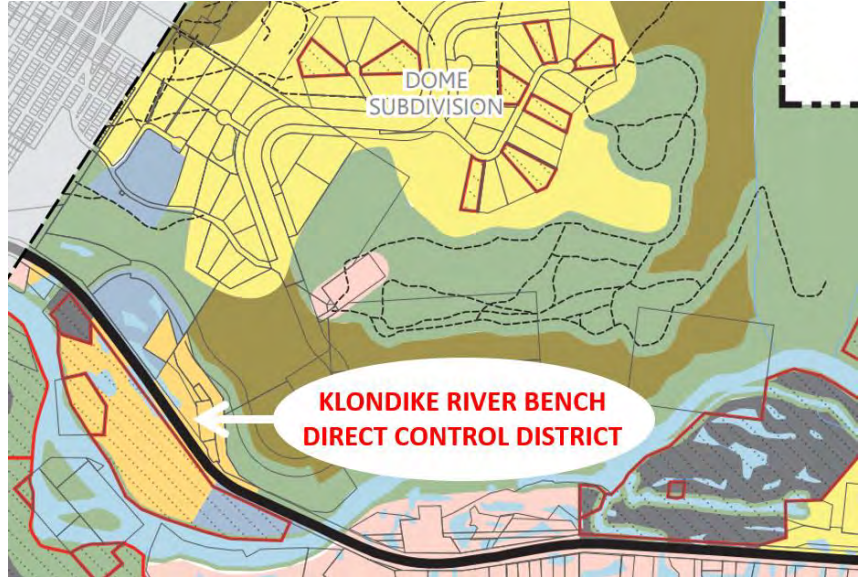 DOME
SUBDIVISION
KLONDIKE RIVER BENCH
DIRECT CONTROL DISTRICT